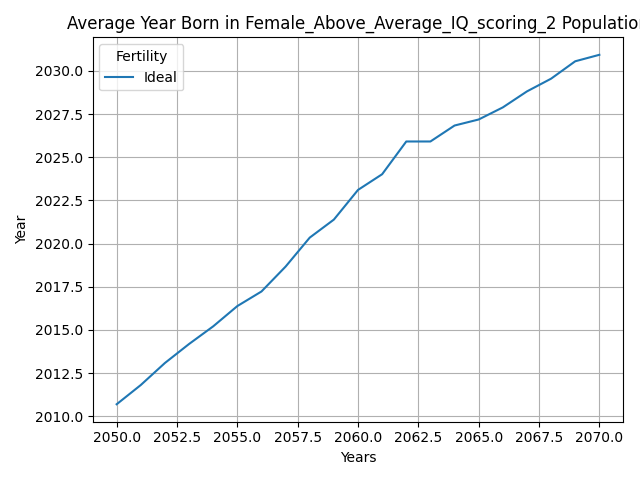 Average Year Born in Female_Above_Average_IQ_scoring_2 Population
Fertility
Ideal
2030.0
2027.5
2025.0
2022.5
2020.0
2017.5
2015.0
2012.5
2010.0
Year
2050.0 2052.5 2055.0 2057.5 2060.0 2062.5 2065.0 2067.5 2070.0
Years